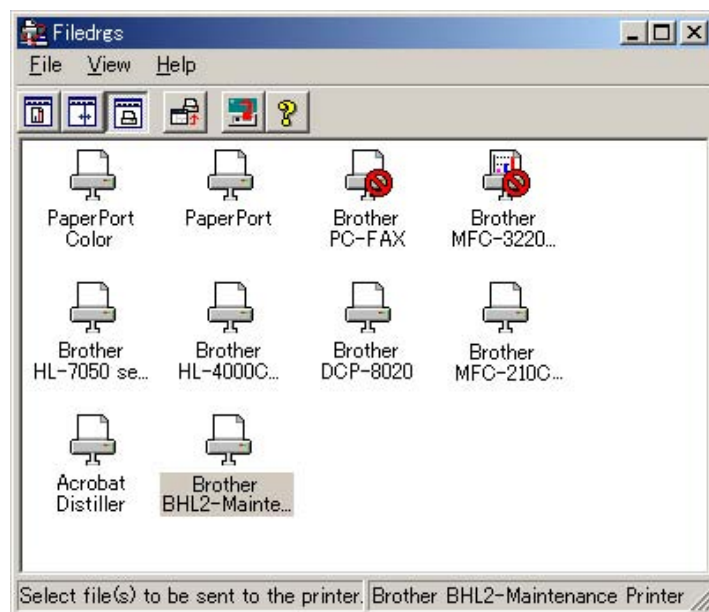 Filedrgs
File View Help
PaperPort
Color
PaperPort
Brother
PC-FAX
Brother
MFC-3220...
Brother
HL-7050 se...
Brother
HL-4000C...
Brother
DCP-8020
Brother
MFC-210C...
Acrobat
Distiller
Brother
BHL2-Mainte...
Select file(s) to be sent to the printer. Brother BHL2-Maintenance Printer